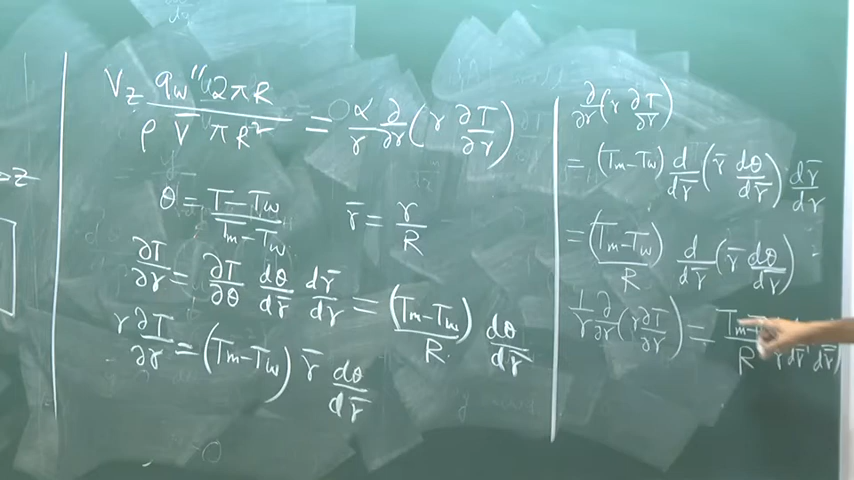 V_z q_w'' 2πR / (ρ V̄ πR²) = α/r ∂/∂r (r ∂T/∂r)
θ = (T − T_w)/(T_m − T_w)   r̄ = r/R
∂T/∂r = ∂T/∂θ dθ/dr̄ dr̄/dr = (T_m − T_w)/R dθ/dr̄
r ∂T/∂r = (T_m − T_w) r̄ dθ/dr̄
∂/∂r (r ∂T/∂r)
= (T_m − T_w) d/dr̄ (r̄ dθ/dr̄) dr̄/dr
= (T_m − T_w)/R d/dr̄ (r̄ dθ/dr̄)
1/r ∂/∂r (r ∂T/∂r) =